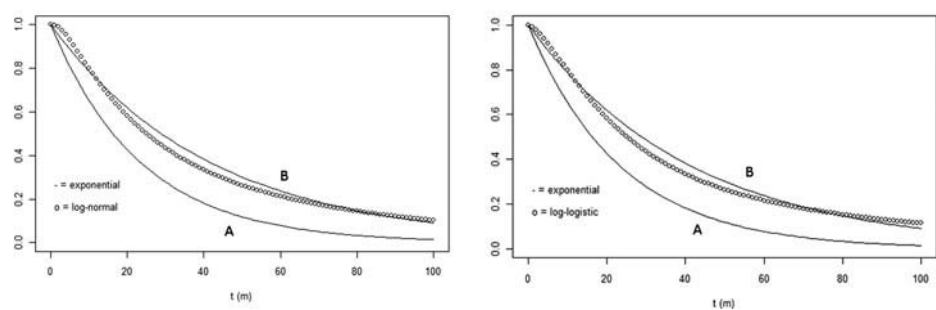 1.0
0.8
0.6
0.4
0.2
0.0
B
- = exponential
o = log-normal
A
0 20 40 60 80 100
t (m)
1.0
0.8
0.6
0.4
0.2
0.0
B
- = exponential
o = log-logistic
A
0 20 40 60 80 100
t (m)